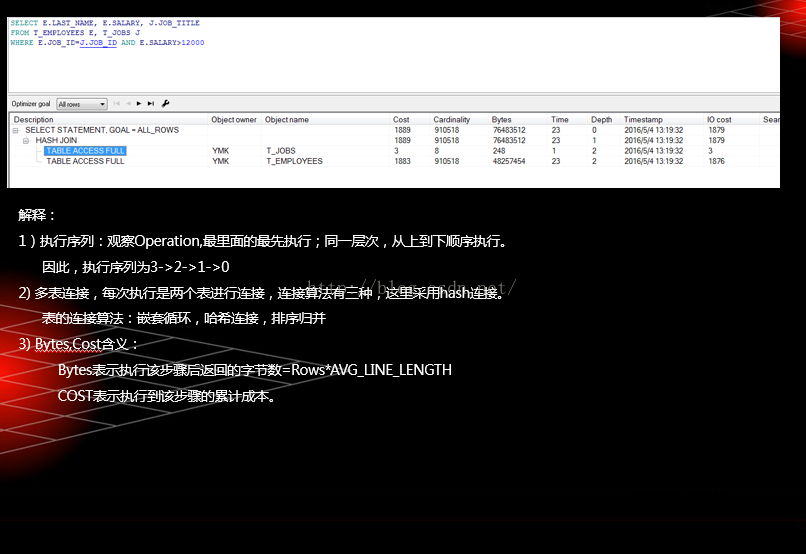 SELECT E.LAST_NAME, E.SALARY, J.JOB_TITLE
FROM T_EMPLOYEES E, T_JOBS J
WHERE E.JOB_ID=J.JOB_ID AND E.SALARY>12000
Optimizer goal All rows
Description Object owner Object name Cost Cardinality Bytes Time Depth Timestamp IO cost Sear
SELECT STATEMENT, GOAL = ALL_ROWS 1889 910518 76483512 23 0 2016/5/4 13:19:32 1879
HASH JOIN 1889 910518 76483512 23 1 2016/5/4 13:19:32 1879
TABLE ACCESS FULL YMK T_JOBS 3 8 248 1 2 2016/5/4 13:19:32 3
TABLE ACCESS FULL YMK T_EMPLOYEES 1883 910518 48257454 23 2 2016/5/4 13:19:32 1876
解释：
1）执行序列：观察Operation,最里面的最先执行；同一层次，从上到下顺序执行。
因此，执行序列为3->2->1->0
http://blog.csdn.net/
2) 多表连接，每次执行是两个表进行连接，连接算法有三种，这里采用hash连接。
表的连接算法：嵌套循环，哈希连接，排序归并
3) Bytes,Cost含义：
Bytes表示执行该步骤后返回的字节数=Rows*AVG_LINE_LENGTH
COST表示执行到该步骤的累计成本。